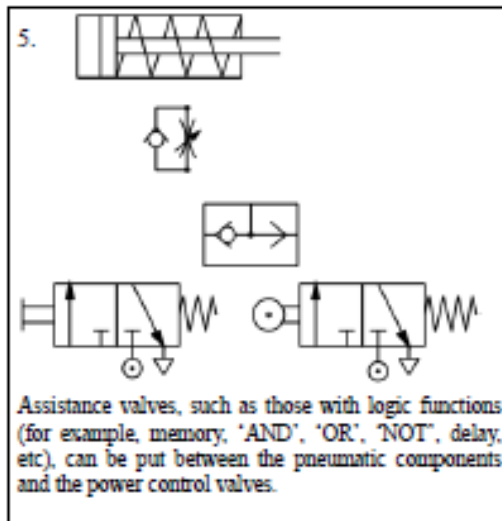 5.
Assistance valves, such as those with logic functions
(for example, memory, ‘AND’, ‘OR’, ‘NOT’, delay,
etc), can be put between the pneumatic components
and the power control valves.